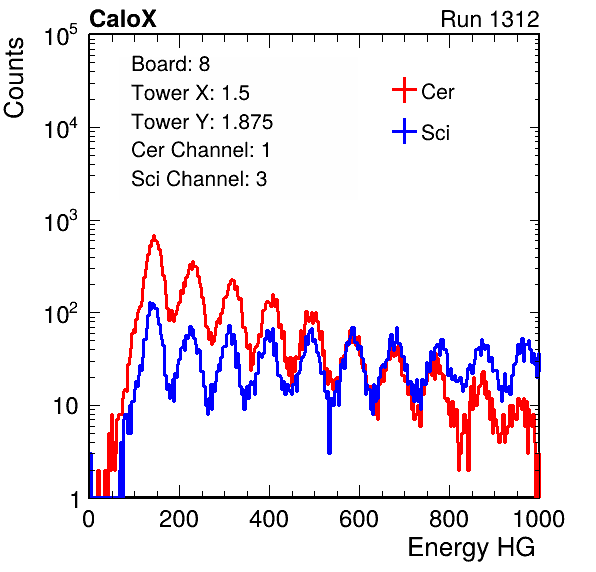 CaloX Run 1312
Counts
Board: 8
Tower X: 1.5
Tower Y: 1.875
Cer Channel: 1
Sci Channel: 3
Cer
Sci
10^5
10^4
10^3
10^2
10
1
0 200 400 600 800 1000
Energy HG